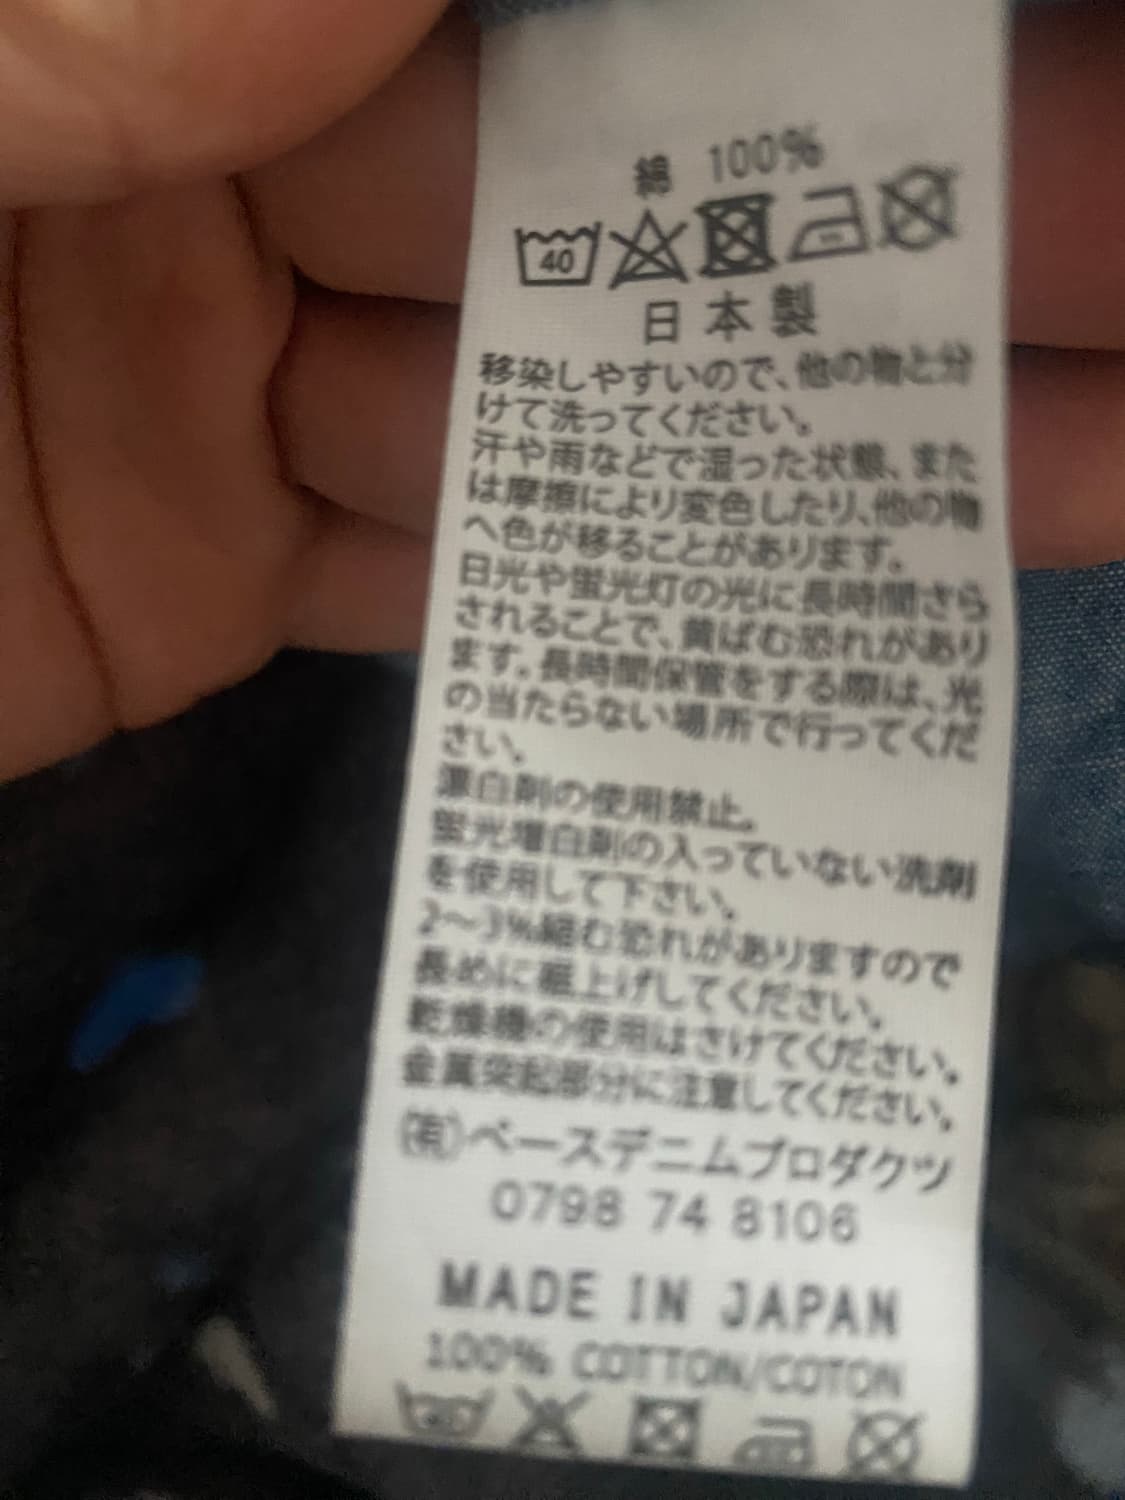 綿 100%
40
日本製
移染しやすいので、他の物と分
けて洗ってください。
汗や雨などで湿った状態、また
は摩擦により変色したり、他の物
へ色が移ることがあります。
日光や蛍光灯の光に長時間さら
されることで、黄ばむ恐れがあり
ます。長時間保管をする際は、光
の当たらない場所で行ってくだ
さい。
漂白剤の使用禁止。
蛍光増白剤の入っていない洗剤
を使用して下さい。
2〜3%縮む恐れがありますので
長めに裾上げしてください。
乾燥機の使用はさけてください。
金属突起部分に注意してください。
(有)ベースデニムプロダクツ
0798 74 8106
MADE IN JAPAN
100% COTTON/COTON